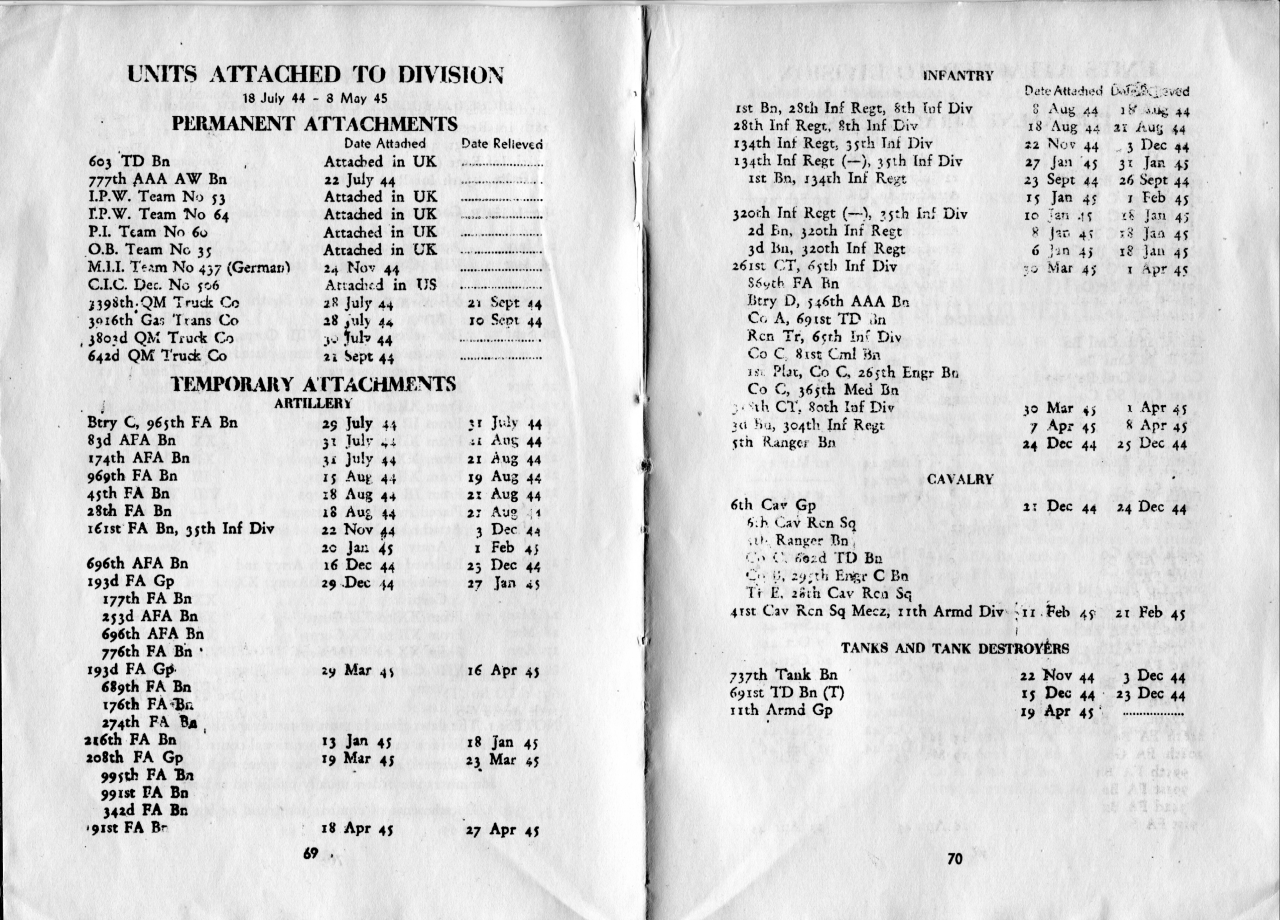 UNITS ATTACHED TO DIVISION
18 July 44 - 8 May 45
PERMANENT ATTACHMENTS
Date Attached Date Relieved
603 TD Bn Attached in UK ......................
777th AAA AW Bn 22 July 44 ......................
I.P.W. Team No 53 Attached in UK ......................
I.P.W. Team No 64 Attached in UK ......................
P.I. Team No 60 Attached in UK ......................
O.B. Team No 35 Attached in UK ......................
M.I.I. Team No 437 (German) 24 Nov 44 ......................
C.I.C. Dec. No 506 Attached in US ......................
3398th QM Truck Co 28 July 44 21 Sept 44
3916th Gas Trans Co 28 July 44 10 Sept 44
3802d QM Truck Co 30 July 44 ......................
642d QM Truck Co 21 Sept 44 ......................
TEMPORARY ATTACHMENTS
ARTILLERY
Btry C, 965th FA Bn 29 July 44 31 July 44
83d AFA Bn 31 July 44 Aug 44
174th AFA Bn 31 July 44 21 Aug 44
969th FA Bn 15 Aug 44 19 Aug 44
45th FA Bn 18 Aug 44 21 Aug 44
28th FA Bn 18 Aug 44 Aug 44
161st FA Bn, 35th Inf Div 22 Nov 44 3 Dec 44
20 Jan 45 1 Feb 45
696th AFA Bn 16 Dec 44 23 Dec 44
193d FA Gp 29 Dec 44 27 Jan 45
177th FA Bn
253d AFA Bn
696th AFA Bn
776th FA Bn
193d FA Gp 29 Mar 45 16 Apr 45
689th FA Bn
176th FA Bn
274th FA Bn
216th FA Bn 13 Jan 45 18 Jan 45
208th FA Gp 19 Mar 45 23 Mar 45
995th FA Bn
991st FA Bn
342d FA Bn
191st FA Bn 18 Apr 45 27 Apr 45
69
INFANTRY
Date Attached Date Relieved
1st Bn, 28th Inf Regt, 8th Inf Div 8 Aug 44 18 Aug 44
28th Inf Regt, 8th Inf Div 18 Aug 44 21 Aug 44
134th Inf Regt, 35th Inf Div 22 Nov 44 3 Dec 44
134th Inf Regt (—), 35th Inf Div 27 Jan 45 31 Jan 45
1st Bn, 134th Inf Regt 23 Sept 44 26 Sept 44
15 Jan 45 1 Feb 45
320th Inf Regt (—), 35th Inf Div 10 Jan 45 18 Jan 45
2d Bn, 320th Inf Regt 8 Jan 45 18 Jan 45
3d Bn, 320th Inf Regt 6 Jan 45 18 Jan 45
261st CT, 65th Inf Div 30 Mar 45 1 Apr 45
869th FA Bn
Btry D, 546th AAA Bn
Co A, 691st TD Bn
Rcn Tr, 65th Inf Div
Co C, 81st Cml Bn
1st Plat, Co C, 265th Engr Bn
Co C, 365th Med Bn
CT, 80th Inf Div 30 Mar 45 1 Apr 45
3d Bn, 304th Inf Regt 7 Apr 45 8 Apr 45
5th Ranger Bn 24 Dec 44 25 Dec 44
CAVALRY
6th Cav Gp 21 Dec 44 24 Dec 44
6th Cav Rcn Sq
Ranger Bn
Co C, 602d TD Bn
Co B, 295th Engr C Bn
Tr E, 28th Cav Rcn Sq
41st Cav Rcn Sq Mecz, 11th Armd Div 11 Feb 45 21 Feb 45
TANKS AND TANK DESTROYERS
737th Tank Bn 22 Nov 44 3 Dec 44
691st TD Bn (T) 15 Dec 44 23 Dec 44
11th Armd Gp 19 Apr 45 ..................
70